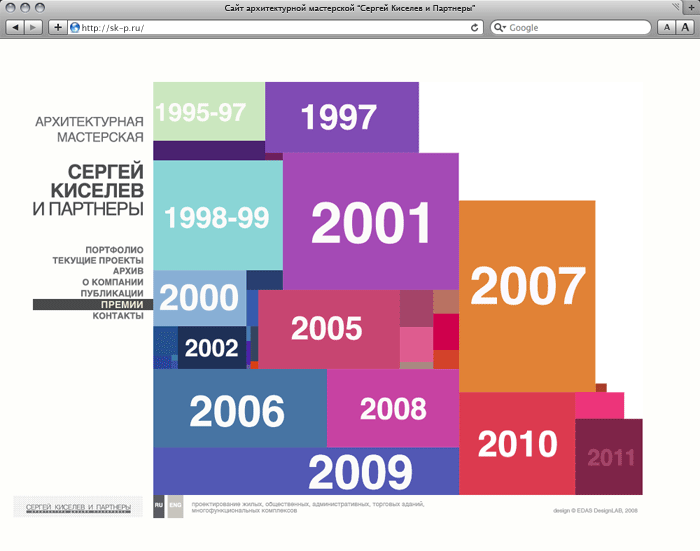 Сайт архитектурной мастерской "Сергей Киселев и Партнеры"
http://sk-p.ru/
Google
A A
АРХИТЕКТУРНАЯ
МАСТЕРСКАЯ
СЕРГЕЙ
КИСЕЛЕВ
И ПАРТНЕРЫ
ПОРТФОЛИО
ТЕКУЩИЕ ПРОЕКТЫ
АРХИВ
О КОМПАНИИ
ПУБЛИКАЦИИ
ПРЕМИИ
КОНТАКТЫ
1995-97
1997
1998-99
2001
2007
2000
2005
2002
2006
2008
2010
2011
2009
СЕРГЕЙ КИСЕЛЕВ И ПАРТНЕРЫ
RU ENG
проектирование жилых, общественных, административных, торговых зданий,
многофункциональных комплексов
design © EDAS DesignLAB, 2008